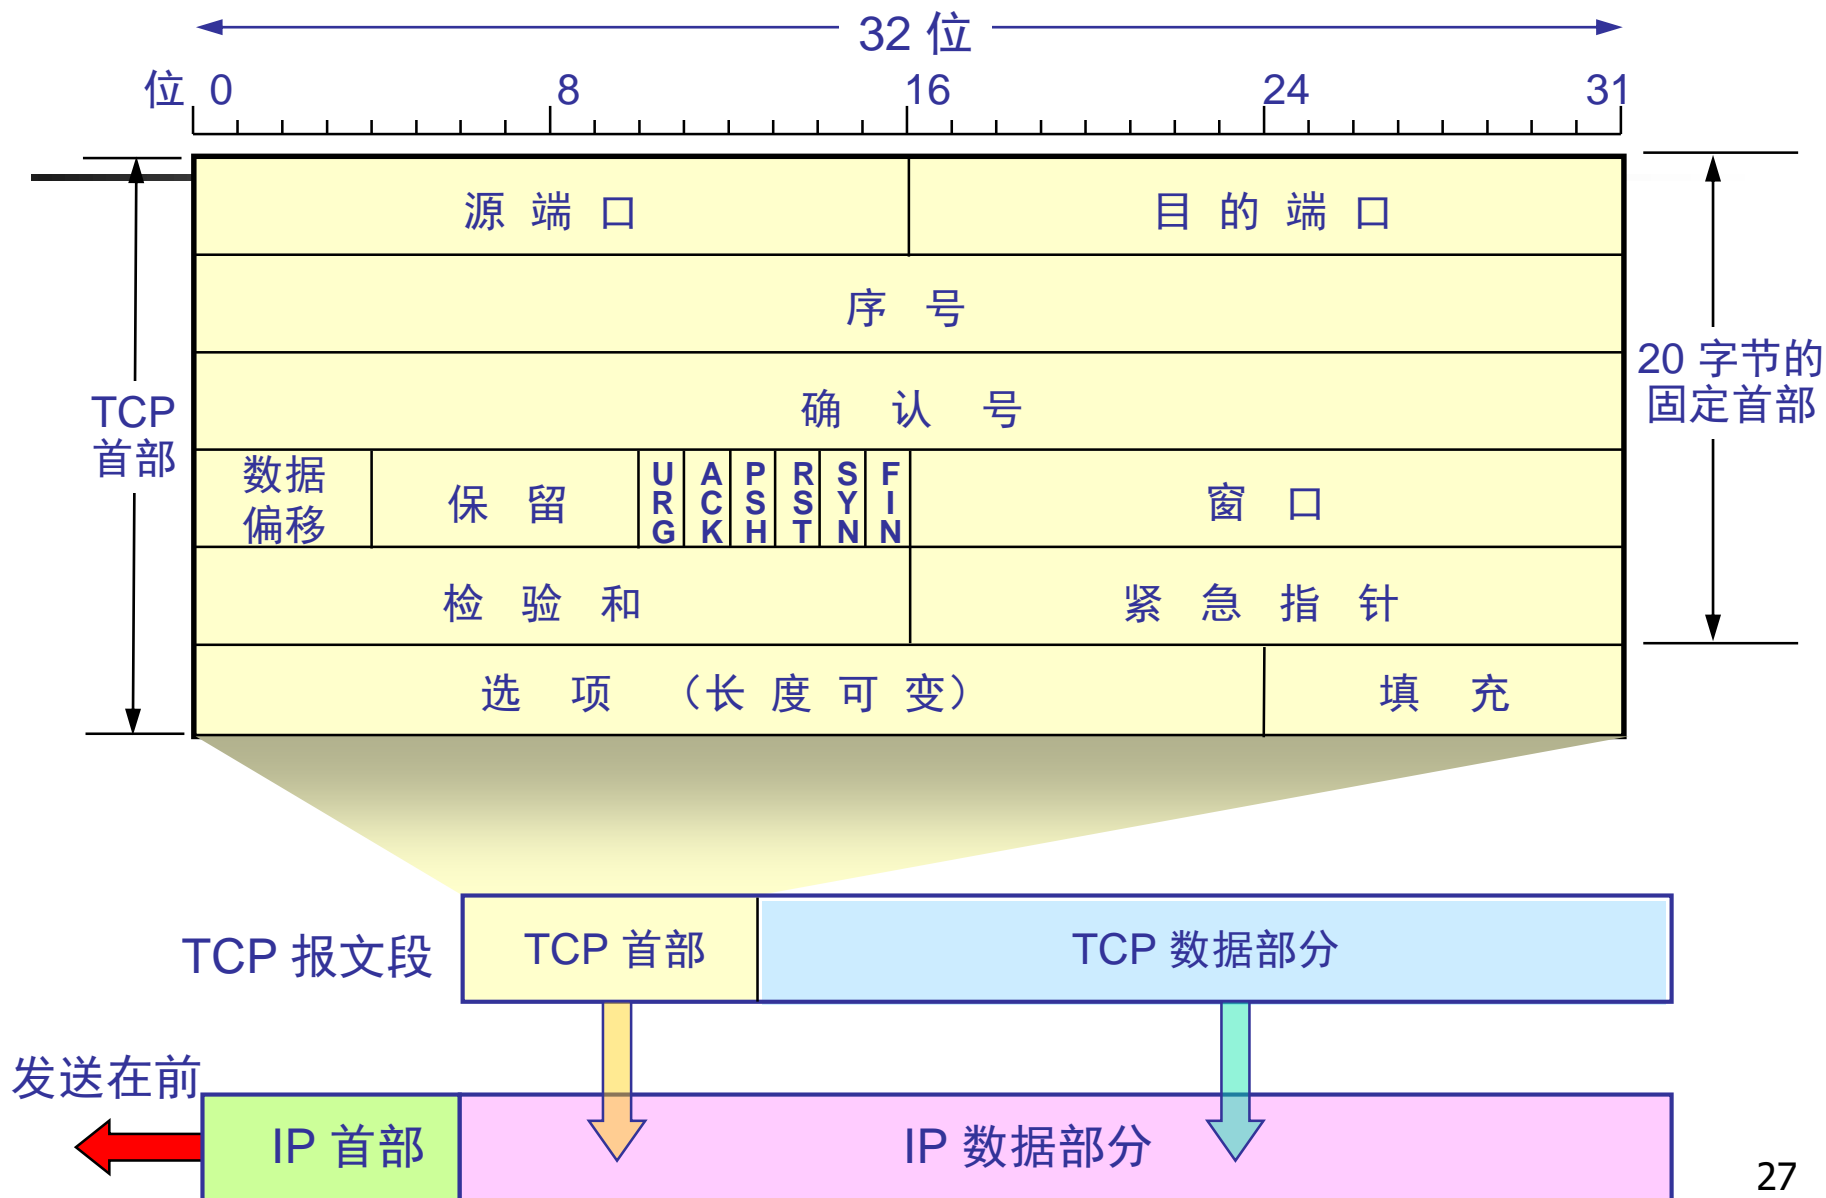 32 位
位 0 8 16 24 31
源 端 口 目 的 端 口
序 号
确 认 号
数据
偏移
保 留
URG ACK PSH RST SYN FIN
窗 口
检 验 和 紧 急 指 针
选 项 （长 度 可 变） 填 充
TCP
首部
20 字节的
固定首部
TCP 报文段 TCP 首部 TCP 数据部分
发送在前
IP 首部 IP 数据部分
27